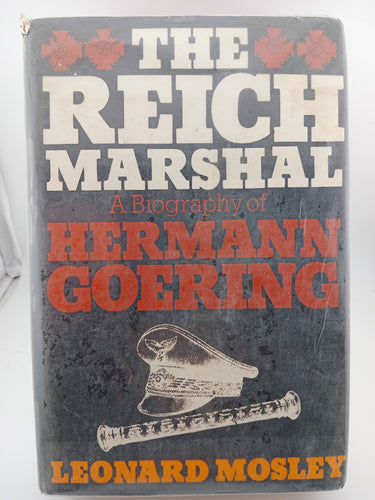 THE
REICH
MARSHAL
A Biography of
HERMANN
GOERING
LEONARD MOSLEY